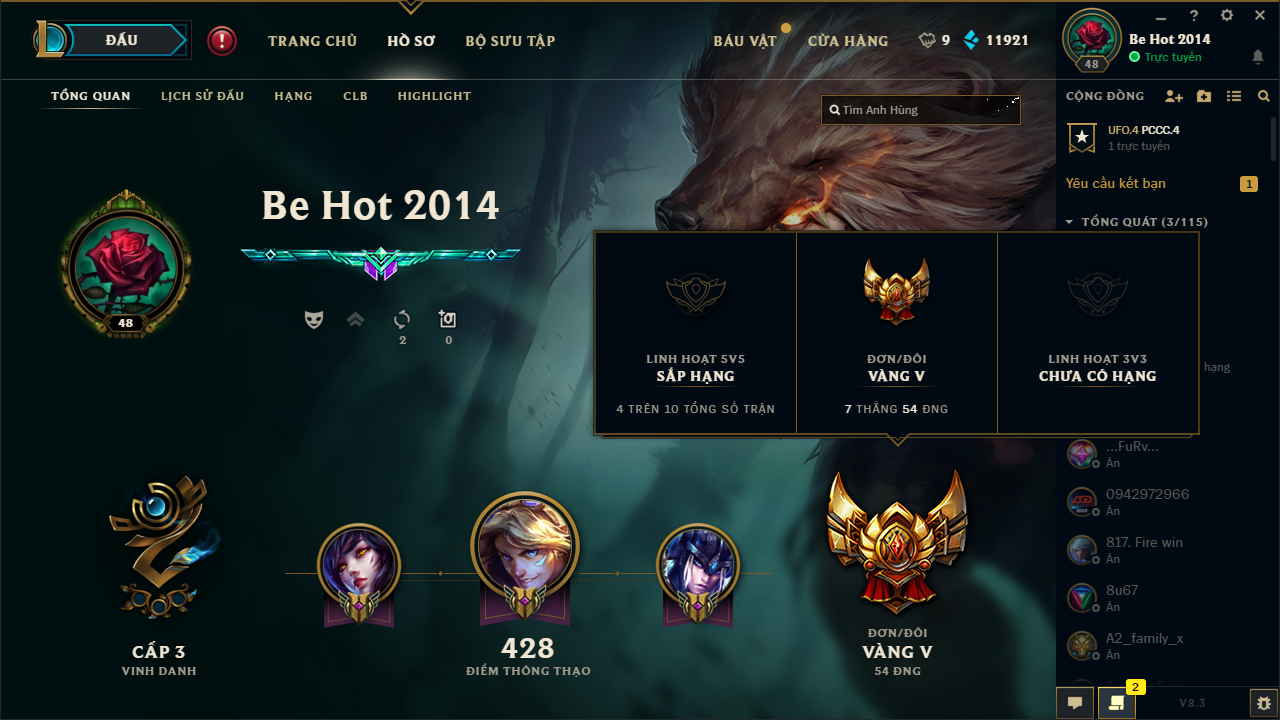 ĐẤU
TRANG CHỦ
HỒ SƠ
BỘ SƯU TẬP
BÁU VẬT
CỬA HÀNG
9
11921
48
Be Hot 2014
Trực tuyến
TỔNG QUAN
LỊCH SỬ ĐẤU
HẠNG
CLB
HIGHLIGHT
Tìm Anh Hùng
CỘNG ĐỒNG
UFO.4 PCCC.4
1 trực tuyến
Yêu cầu kết bạn
1
TỔNG QUÁT (3/115)
Be Hot 2014
48
2
0
LINH HOẠT 5V5
SẮP HẠNG
4 TRÊN 10 TỔNG SỐ TRẬN
ĐƠN/ĐÔI
VÀNG V
7 THẮNG 54 ĐNG
LINH HOẠT 3V3
CHƯA CÓ HẠNG
hạng
...FuRv...
Ẩn
0942972966
Ẩn
817. Fire win
Ẩn
8u67
Ẩn
A2_family_x
Ẩn
CẤP 3
VINH DANH
428
ĐIỂM THÔNG THẠO
ĐƠN/ĐÔI
VÀNG V
54 ĐNG
2
V8.3